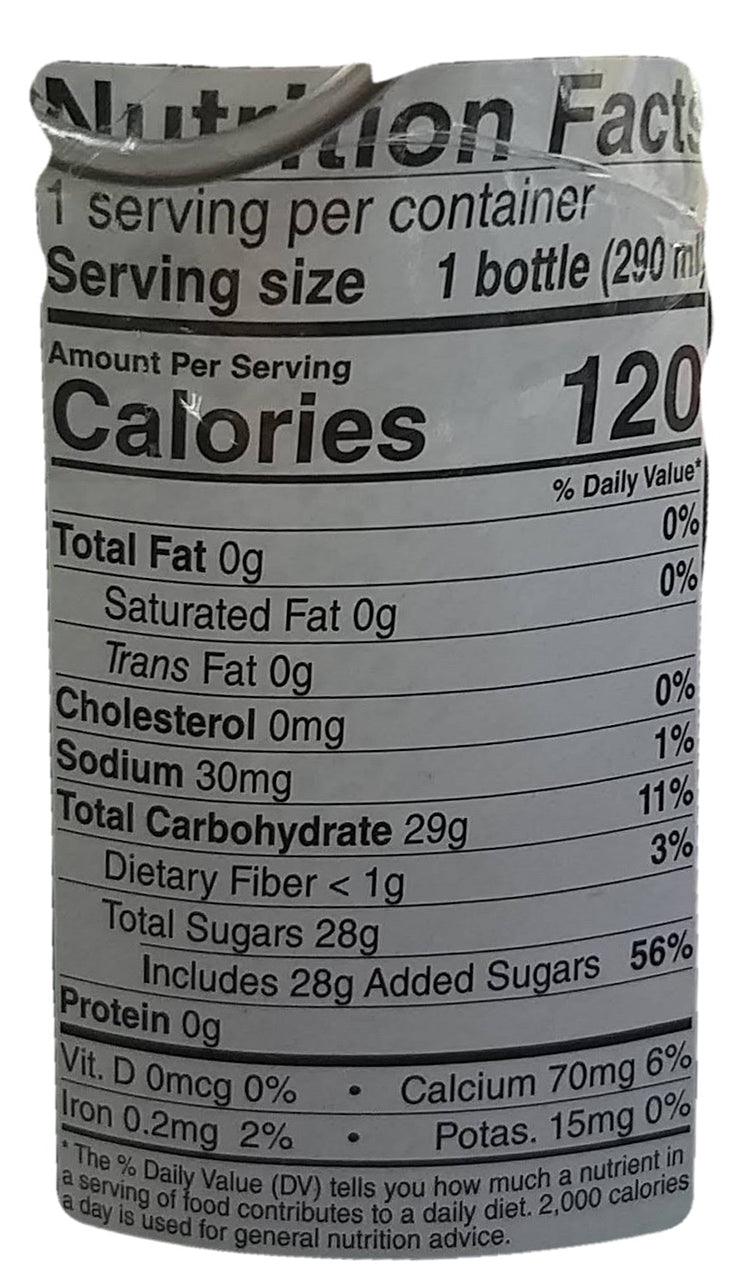 Nutrition Facts
1 serving per container
Serving size 1 bottle (290 ml)
Amount Per Serving
Calories 120
% Daily Value*
Total Fat 0g 0%
Saturated Fat 0g 0%
Trans Fat 0g
Cholesterol 0mg 0%
Sodium 30mg 1%
Total Carbohydrate 29g 11%
Dietary Fiber < 1g 3%
Total Sugars 28g
Includes 28g Added Sugars 56%
Protein 0g
Vit. D 0mcg 0% • Calcium 70mg 6%
Iron 0.2mg 2% • Potas. 15mg 0%
* The % Daily Value (DV) tells you how much a nutrient in
a serving of food contributes to a daily diet. 2,000 calories
a day is used for general nutrition advice.